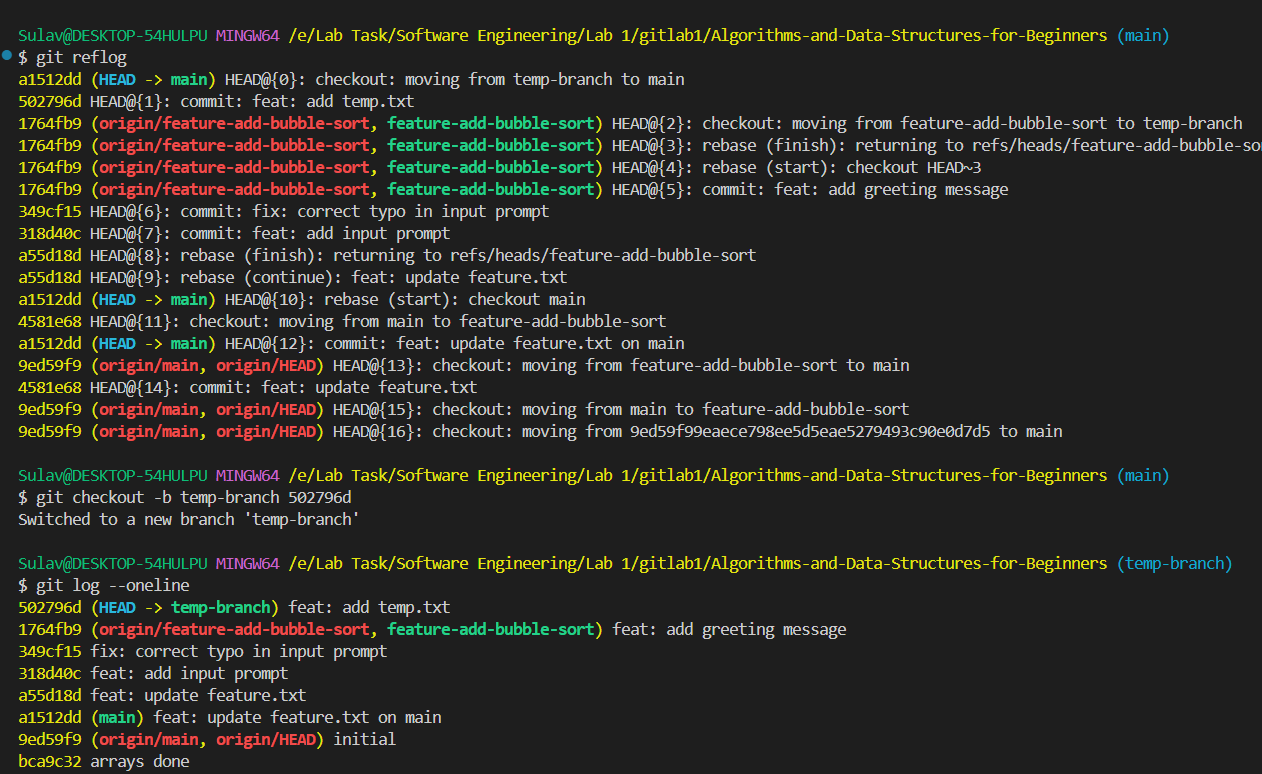 Sulav@DESKTOP-54HULPU MINGW64 /e/Lab Task/Software Engineering/Lab 1/gitlab1/Algorithms-and-Data-Structures-for-Beginners (main)
$ git reflog
a1512dd (HEAD -> main) HEAD@{0}: checkout: moving from temp-branch to main
502796d HEAD@{1}: commit: feat: add temp.txt
1764fb9 (origin/feature-add-bubble-sort, feature-add-bubble-sort) HEAD@{2}: checkout: moving from feature-add-bubble-sort to temp-branch
1764fb9 (origin/feature-add-bubble-sort, feature-add-bubble-sort) HEAD@{3}: rebase (finish): returning to refs/heads/feature-add-bubble-so
1764fb9 (origin/feature-add-bubble-sort, feature-add-bubble-sort) HEAD@{4}: rebase (start): checkout HEAD~3
1764fb9 (origin/feature-add-bubble-sort, feature-add-bubble-sort) HEAD@{5}: commit: feat: add greeting message
349cf15 HEAD@{6}: commit: fix: correct typo in input prompt
318d40c HEAD@{7}: commit: feat: add input prompt
a55d18d HEAD@{8}: rebase (finish): returning to refs/heads/feature-add-bubble-sort
a55d18d HEAD@{9}: rebase (continue): feat: update feature.txt
a1512dd (HEAD -> main) HEAD@{10}: rebase (start): checkout main
4581e68 HEAD@{11}: checkout: moving from main to feature-add-bubble-sort
a1512dd (HEAD -> main) HEAD@{12}: commit: feat: update feature.txt on main
9ed59f9 (origin/main, origin/HEAD) HEAD@{13}: checkout: moving from feature-add-bubble-sort to main
4581e68 HEAD@{14}: commit: feat: update feature.txt
9ed59f9 (origin/main, origin/HEAD) HEAD@{15}: checkout: moving from main to feature-add-bubble-sort
9ed59f9 (origin/main, origin/HEAD) HEAD@{16}: checkout: moving from 9ed59f99eaece798ee5d5eae5279493c90e0d7d5 to main
Sulav@DESKTOP-54HULPU MINGW64 /e/Lab Task/Software Engineering/Lab 1/gitlab1/Algorithms-and-Data-Structures-for-Beginners (main)
$ git checkout -b temp-branch 502796d
Switched to a new branch 'temp-branch'
Sulav@DESKTOP-54HULPU MINGW64 /e/Lab Task/Software Engineering/Lab 1/gitlab1/Algorithms-and-Data-Structures-for-Beginners (temp-branch)
$ git log --oneline
502796d (HEAD -> temp-branch) feat: add temp.txt
1764fb9 (origin/feature-add-bubble-sort, feature-add-bubble-sort) feat: add greeting message
349cf15 fix: correct typo in input prompt
318d40c feat: add input prompt
a55d18d feat: update feature.txt
a1512dd (main) feat: update feature.txt on main
9ed59f9 (origin/main, origin/HEAD) initial
bca9c32 arrays done